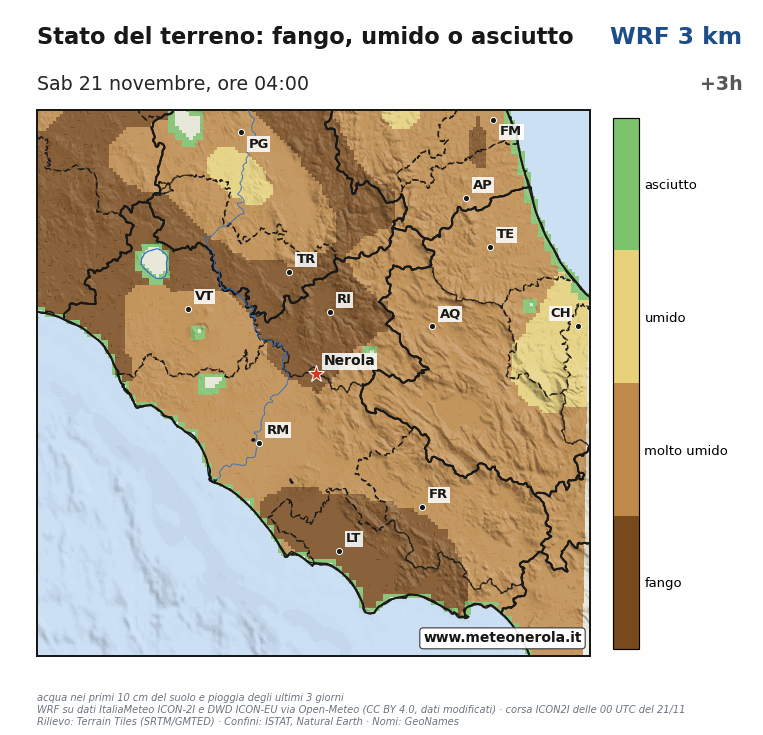 Stato del terreno: fango, umido o asciutto
WRF 3 km
Sab 21 novembre, ore 04:00
+3h
FM
PG
AP
TE
TR
VT
RI
AQ
CH
Nerola
RM
FR
LT
www.meteonerola.it
asciutto
umido
molto umido
fango
acqua nei primi 10 cm del suolo e pioggia degli ultimi 3 giorni
WRF su dati ItaliaMeteo ICON-2I e DWD ICON-EU via Open-Meteo (CC BY 4.0, dati modificati) · corsa ICON2I delle 00 UTC del 21/11
Rilievo: Terrain Tiles (SRTM/GMTED) · Confini: ISTAT, Natural Earth · Nomi: GeoNames